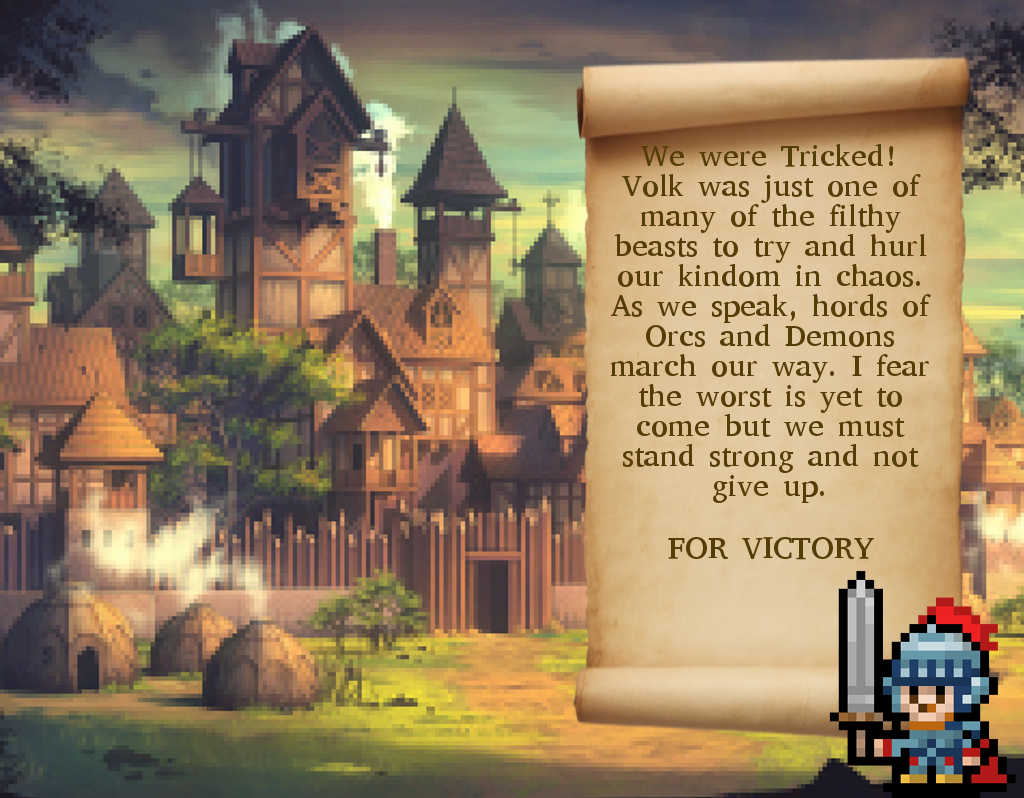 We were Tricked!
Volk was just one of
many of the filthy
beasts to try and hurl
our kindom in chaos.
As we speak, hords of
Orcs and Demons
march our way. I fear
the worst is yet to
come but we must
stand strong and not
give up.
FOR VICTORY